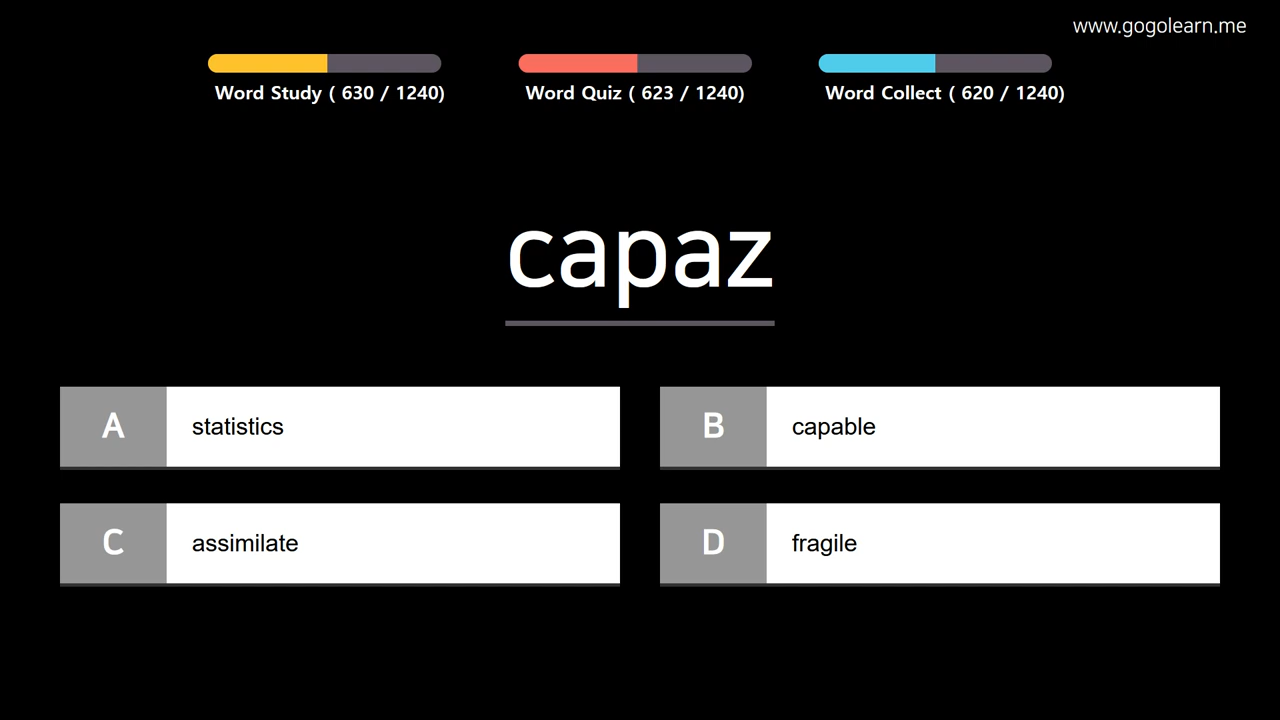 www.gogolearn.me
Word Study ( 630 / 1240)
Word Quiz ( 623 / 1240)
Word Collect ( 620 / 1240)
capaz
A statistics
B capable
C assimilate
D fragile